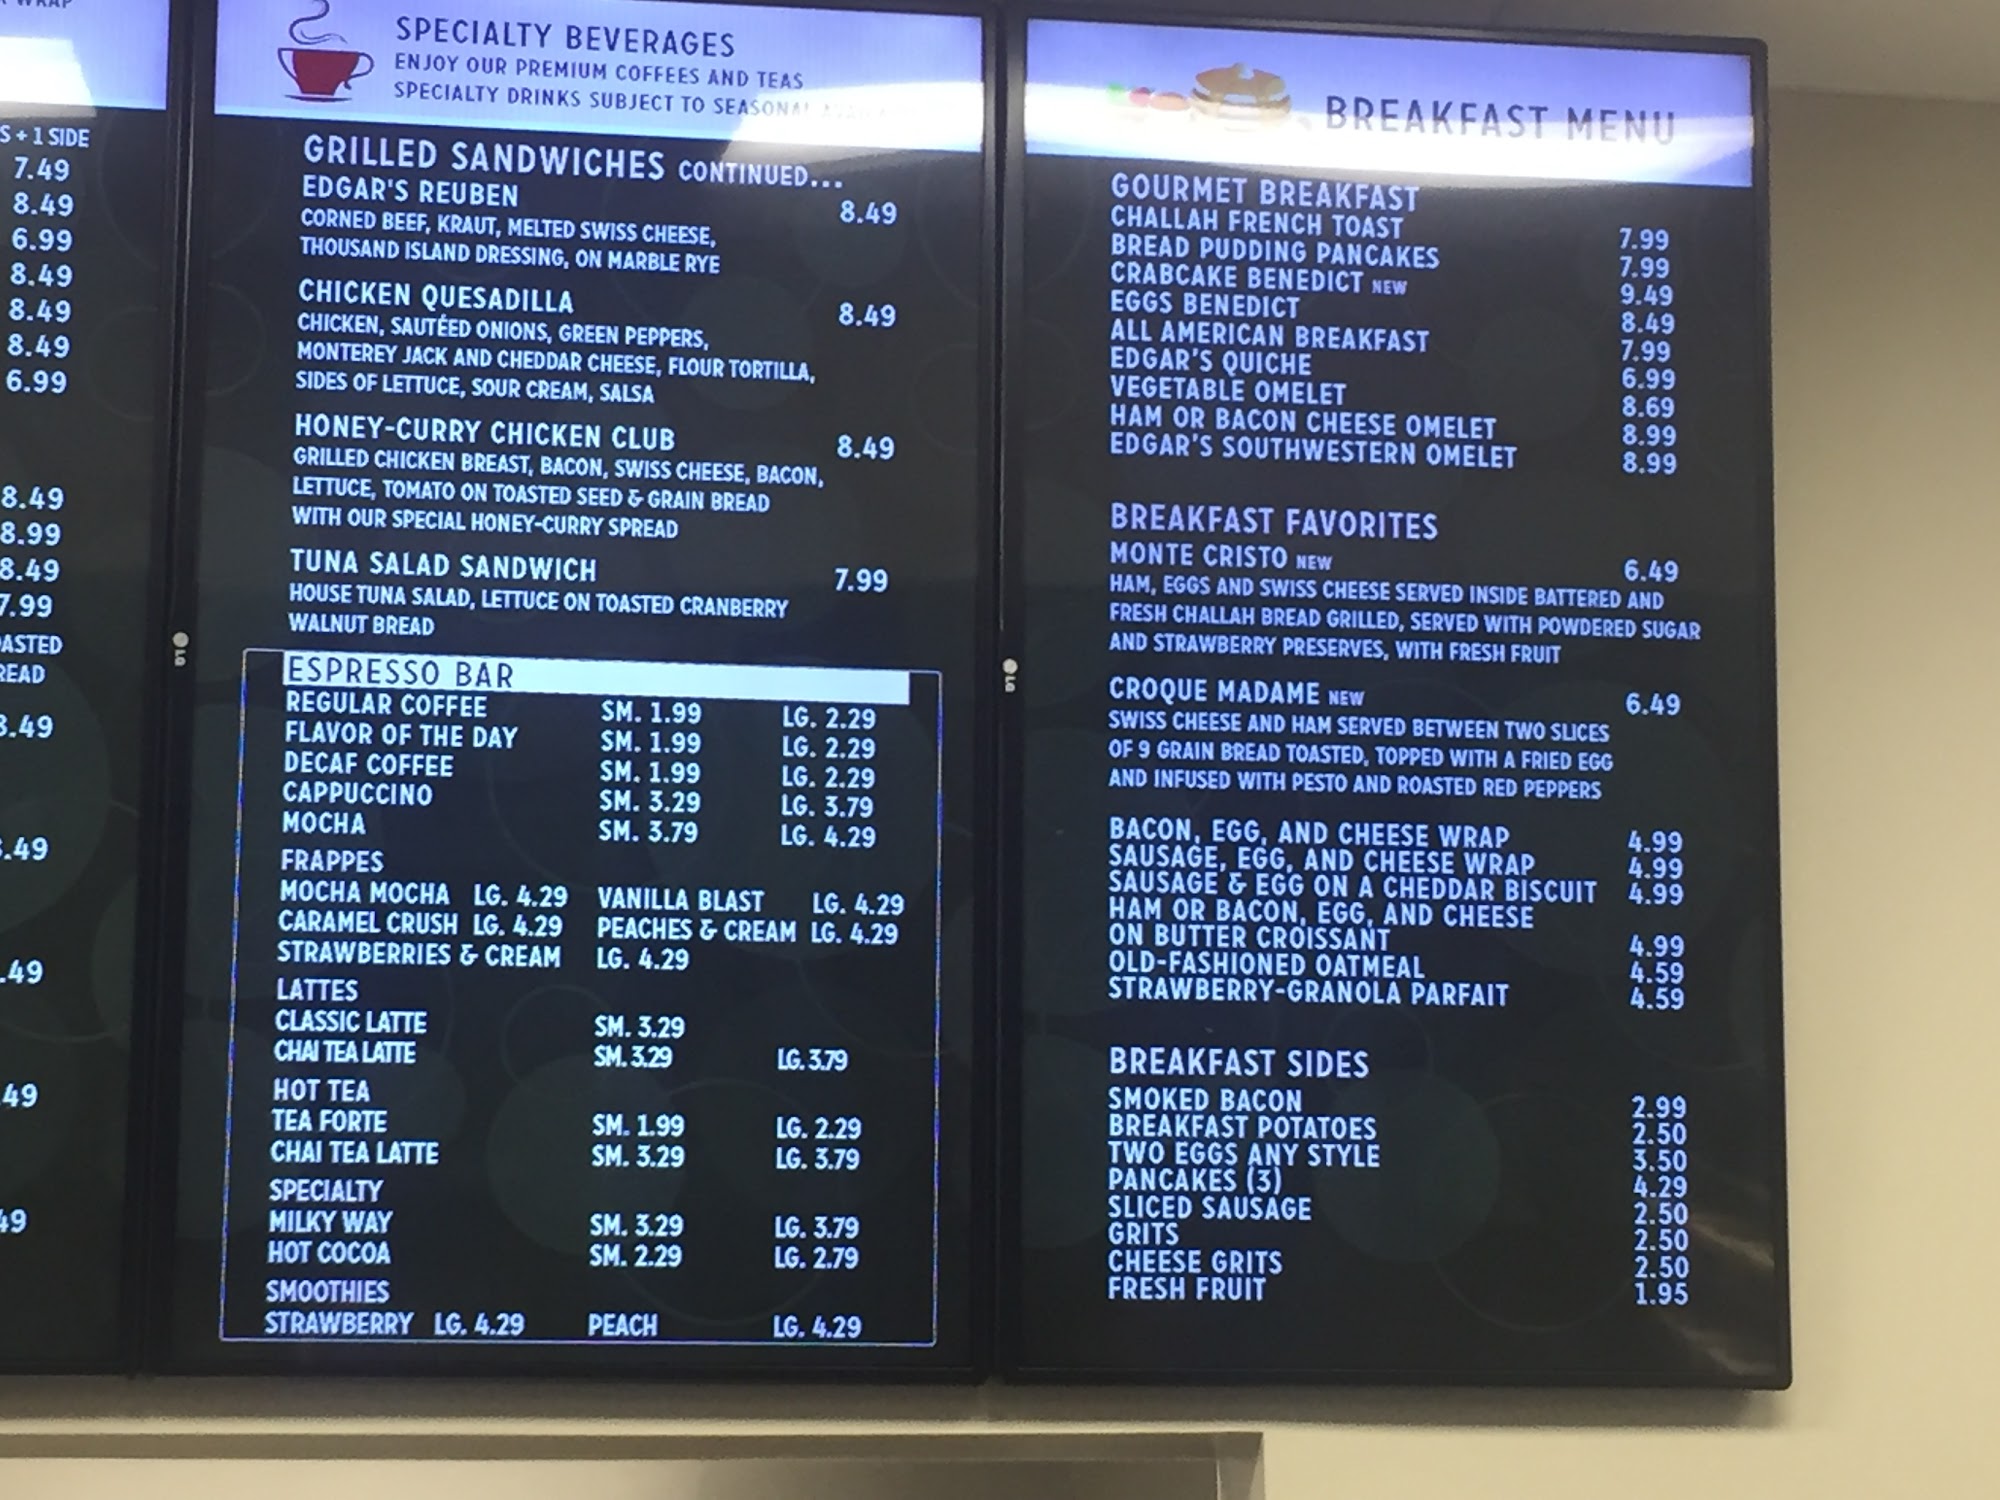 WRAP
S + 1 SIDE
7.49
8.49
6.99
8.49
8.49
8.49
6.99
8.49
8.99
8.49
7.99
.49
.49
49
49
LG
SPECIALTY BEVERAGES
ENJOY OUR PREMIUM COFFEES AND TEAS
SPECIALTY DRINKS SUBJECT TO SEASONAL
GRILLED SANDWICHES CONTINUED...
EDGAR'S REUBEN 8.49
CORNED BEEF, KRAUT, MELTED SWISS CHEESE,
THOUSAND ISLAND DRESSING, ON MARBLE RYE
CHICKEN QUESADILLA 8.49
CHICKEN, SAUTÉED ONIONS, GREEN PEPPERS,
MONTEREY JACK AND CHEDDAR CHEESE, FLOUR TORTILLA,
SIDES OF LETTUCE, SOUR CREAM, SALSA
HONEY-CURRY CHICKEN CLUB 8.49
GRILLED CHICKEN BREAST, BACON, SWISS CHEESE, BACON,
LETTUCE, TOMATO ON TOASTED SEED & GRAIN BREAD
WITH OUR SPECIAL HONEY-CURRY SPREAD
TUNA SALAD SANDWICH 7.99
HOUSE TUNA SALAD, LETTUCE ON TOASTED CRANBERRY
WALNUT BREAD
ESPRESSO BAR
REGULAR COFFEE SM. 1.99 LG. 2.29
FLAVOR OF THE DAY SM. 1.99 LG. 2.29
DECAF COFFEE SM. 1.99 LG. 2.29
CAPPUCCINO SM. 3.29 LG. 3.79
MOCHA SM. 3.79 LG. 4.29
FRAPPES
MOCHA MOCHA LG. 4.29 VANILLA BLAST LG. 4.29
CARAMEL CRUSH LG. 4.29 PEACHES & CREAM LG. 4.29
STRAWBERRIES & CREAM LG. 4.29
LATTES
CLASSIC LATTE SM. 3.29
CHAI TEA LATTE SM. 3.29 LG. 3.79
HOT TEA
TEA FORTE SM. 1.99 LG. 2.29
CHAI TEA LATTE SM. 3.29 LG. 3.79
SPECIALTY
MILKY WAY SM. 3.29 LG. 3.79
HOT COCOA SM. 2.29 LG. 2.79
SMOOTHIES
STRAWBERRY LG. 4.29 PEACH LG. 4.29
LG
BREAKFAST MENU
GOURMET BREAKFAST
CHALLAH FRENCH TOAST 7.99
BREAD PUDDING PANCAKES 7.99
CRABCAKE BENEDICT NEW 9.49
EGGS BENEDICT 8.49
ALL AMERICAN BREAKFAST 7.99
EDGAR'S QUICHE 6.99
VEGETABLE OMELET 8.69
HAM OR BACON CHEESE OMELET 8.99
EDGAR'S SOUTHWESTERN OMELET 8.99
BREAKFAST FAVORITES
MONTE CRISTO NEW 6.49
HAM, EGGS AND SWISS CHEESE SERVED INSIDE BATTERED AND
FRESH CHALLAH BREAD GRILLED, SERVED WITH POWDERED SUGAR
AND STRAWBERRY PRESERVES, WITH FRESH FRUIT
CROQUE MADAME NEW 6.49
SWISS CHEESE AND HAM SERVED BETWEEN TWO SLICES
OF 9 GRAIN BREAD TOASTED, TOPPED WITH A FRIED EGG
AND INFUSED WITH PESTO AND ROASTED RED PEPPERS
BACON, EGG, AND CHEESE WRAP 4.99
SAUSAGE, EGG, AND CHEESE WRAP 4.99
SAUSAGE & EGG ON A CHEDDAR BISCUIT 4.99
HAM OR BACON, EGG, AND CHEESE
ON BUTTER CROISSANT 4.99
OLD-FASHIONED OATMEAL 4.59
STRAWBERRY-GRANOLA PARFAIT 4.59
BREAKFAST SIDES
SMOKED BACON 2.99
BREAKFAST POTATOES 2.50
TWO EGGS ANY STYLE 3.50
PANCAKES (3) 4.29
SLICED SAUSAGE 2.50
GRITS 2.50
CHEESE GRITS 2.50
FRESH FRUIT 1.95